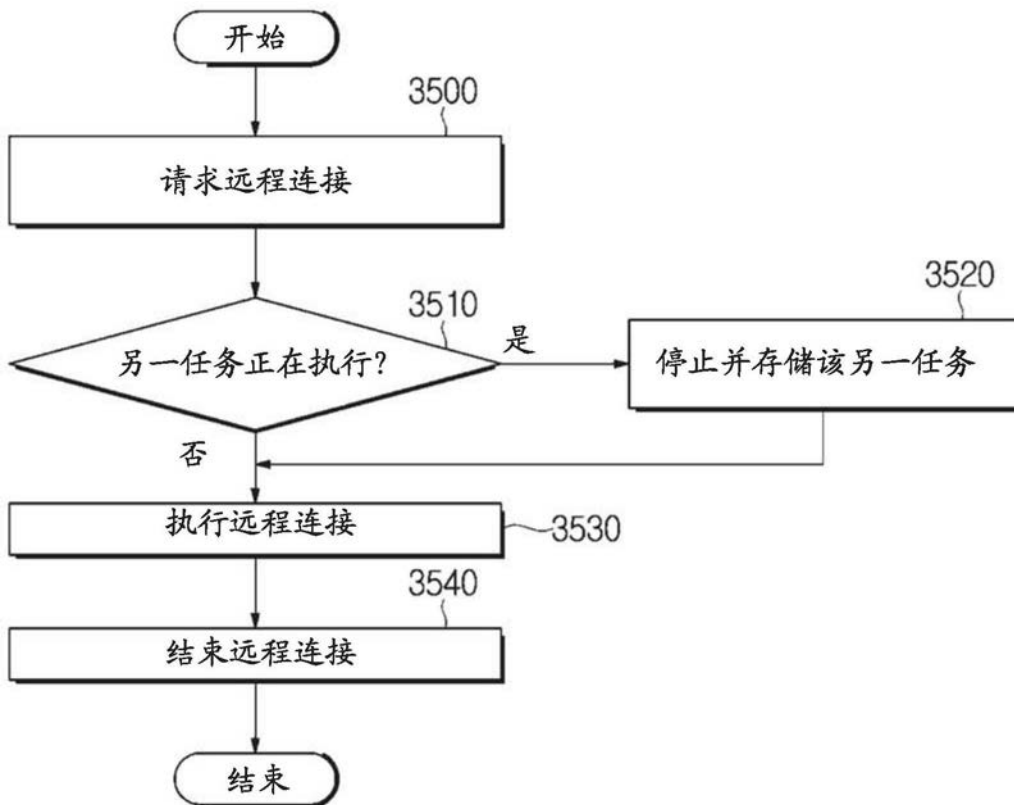 开始
3500
请求远程连接
3510
另一任务正在执行?
是
3520
停止并存储该另一任务
否
执行远程连接
3530
3540
结束远程连接
结束